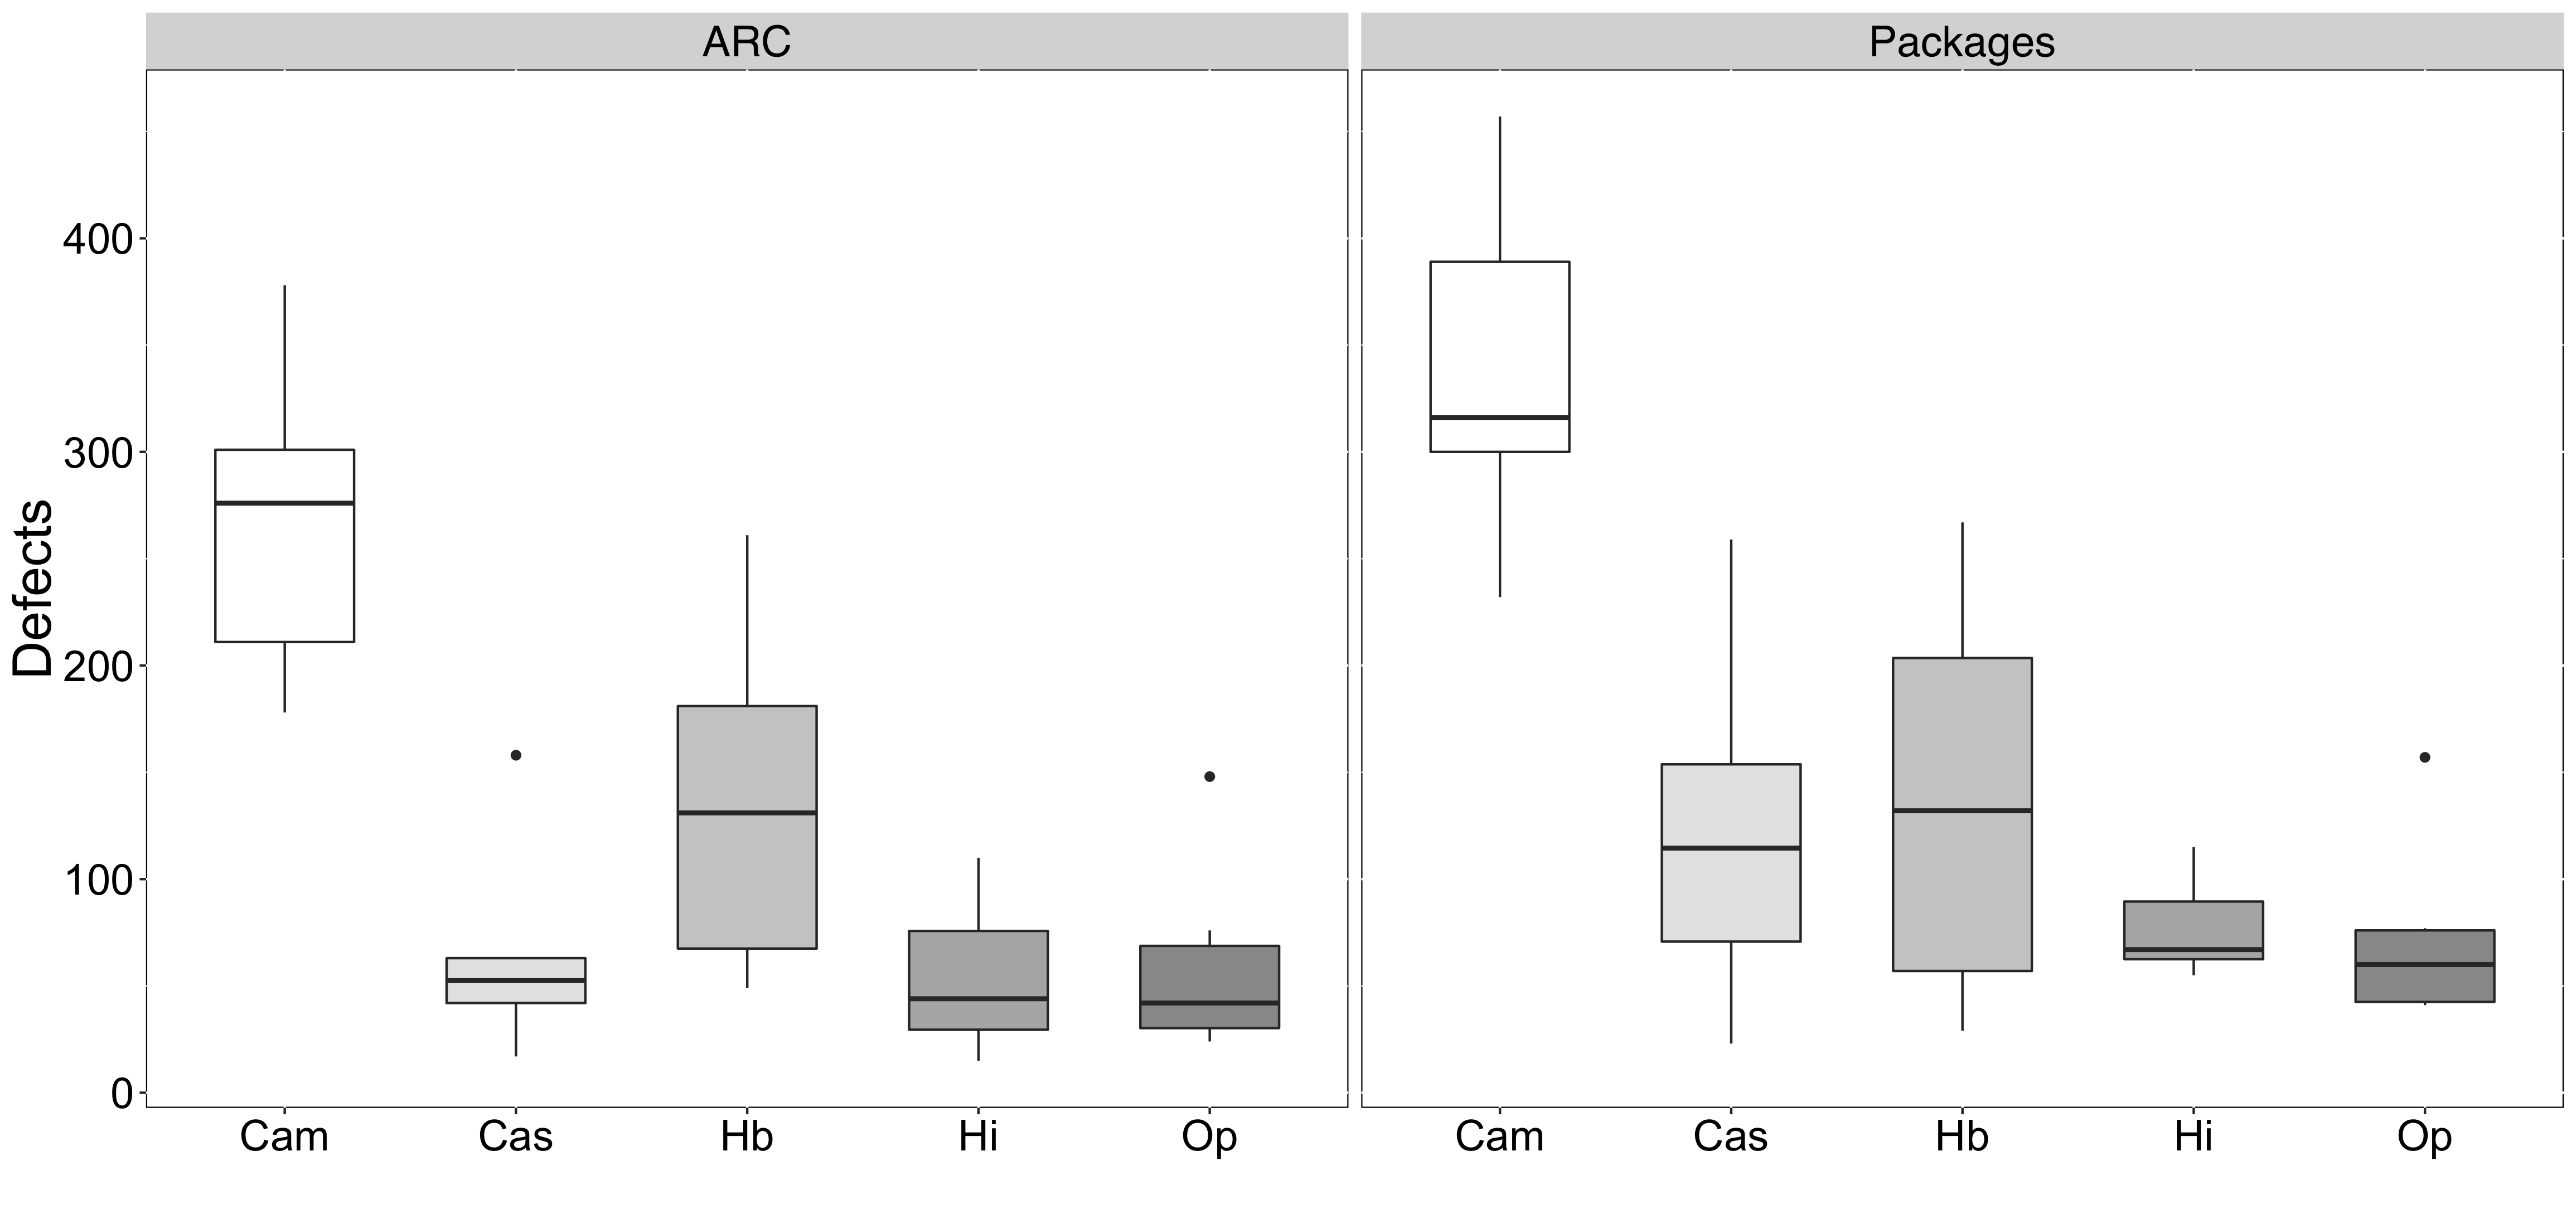 ARC
Packages
Defects
400
300
200
100
0
Cam Cas Hb Hi Op
Cam Cas Hb Hi Op